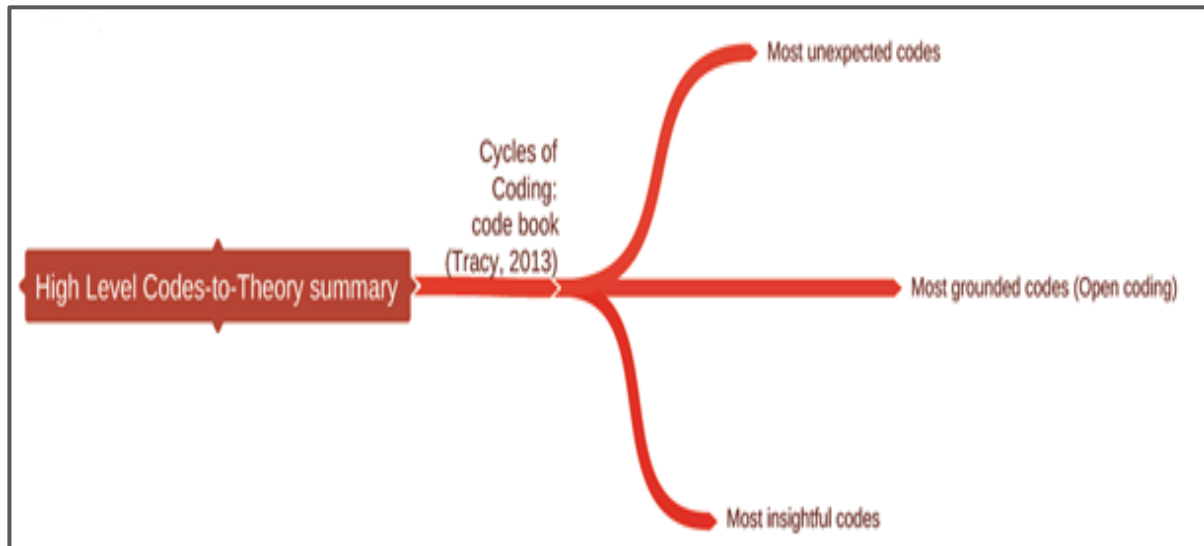 Most unexpected codes
Cycles of
Coding:
code book
(Tracy, 2013)
High Level Codes-to-Theory summary
Most grounded codes (Open coding)
Most insightful codes